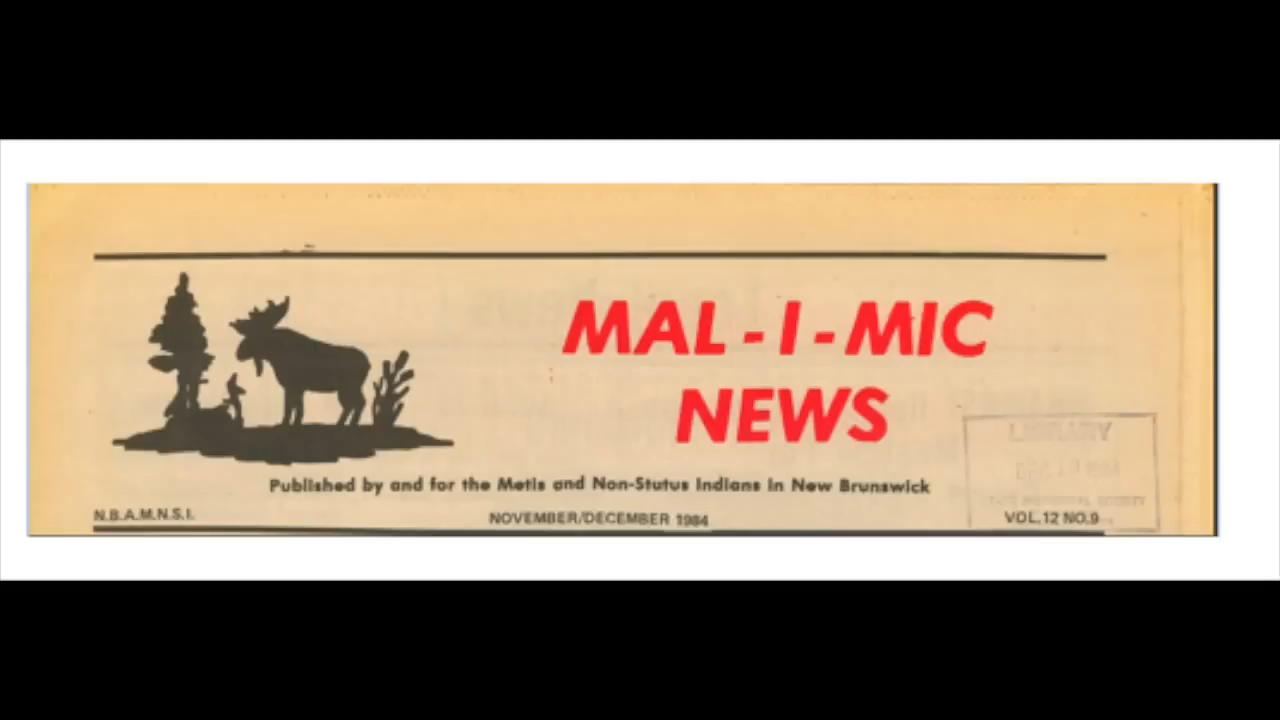 MAL-I-MIC
NEWS
LIBRARY
Published by and for the Metis and Non-Stutus Indians in New Brunswick
N.B.A.M.N.S.I.
NOVEMBER/DECEMBER 1984
VOL.12 NO.9